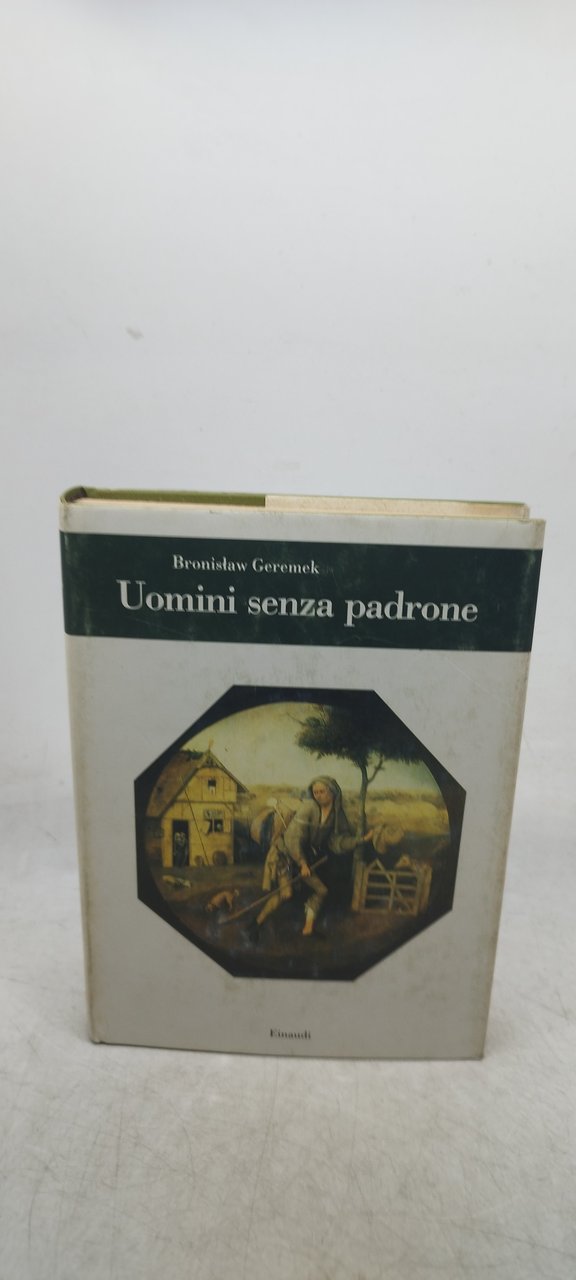 Bronisław Geremek
Uomini senza padrone
Einaudi